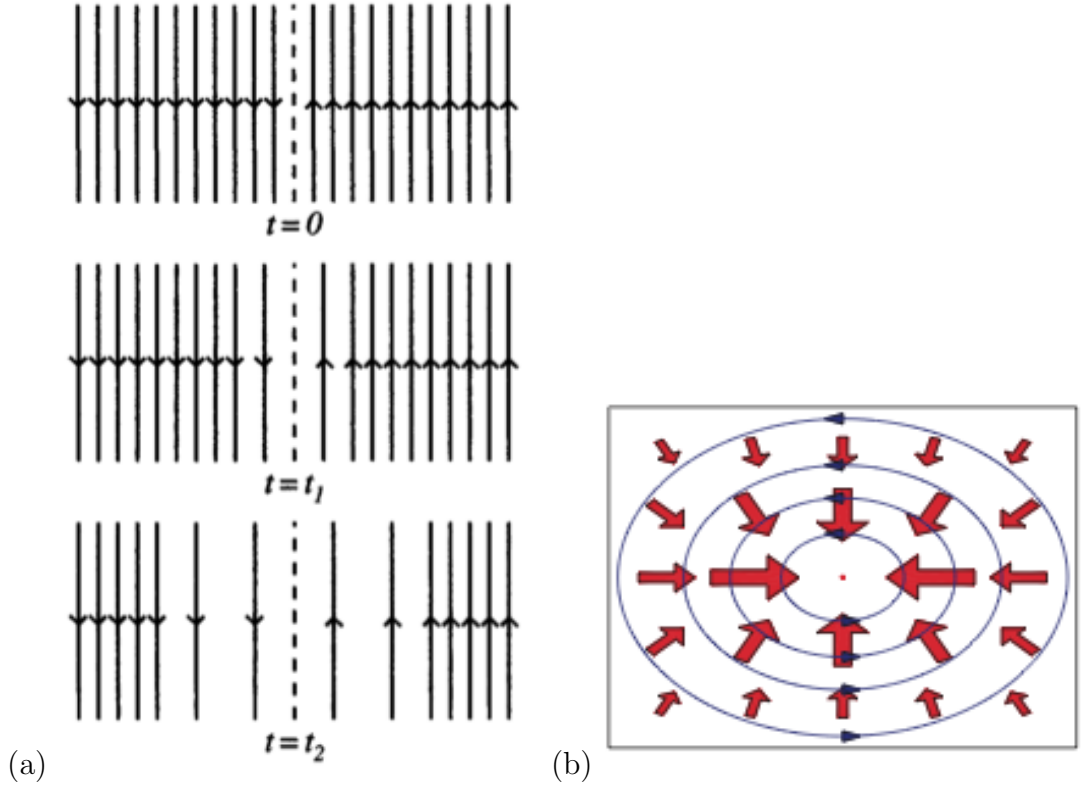 t = 0
t = t₁
t = t₂
(a)
(b)